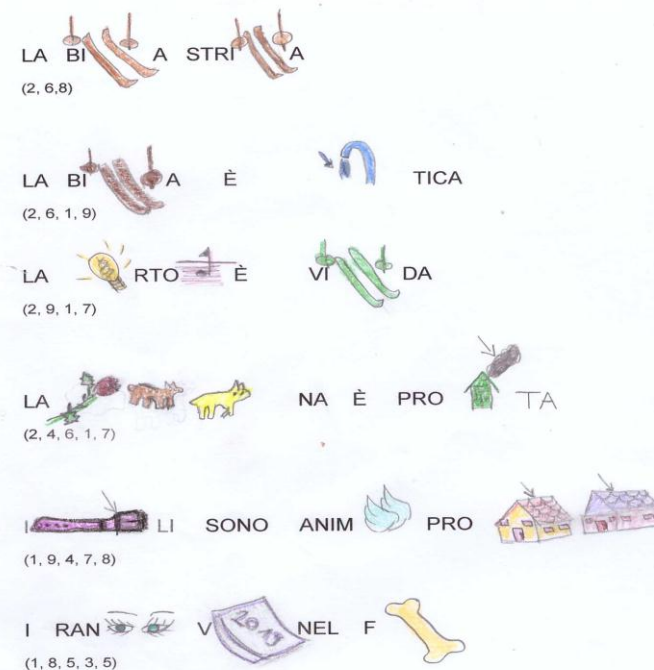 LA BI A STRI A
(2, 6,8)
LA BI A È TICA
(2, 6, 1, 9)
LA RTO È VI DA
(2, 9, 1, 7)
LA NA È PRO TA
(2, 4, 6, 1, 7)
I LI SONO ANIM PRO
(1, 9, 4, 7, 8)
I RAN V 2019 NEL F
(1, 8, 5, 3, 5)